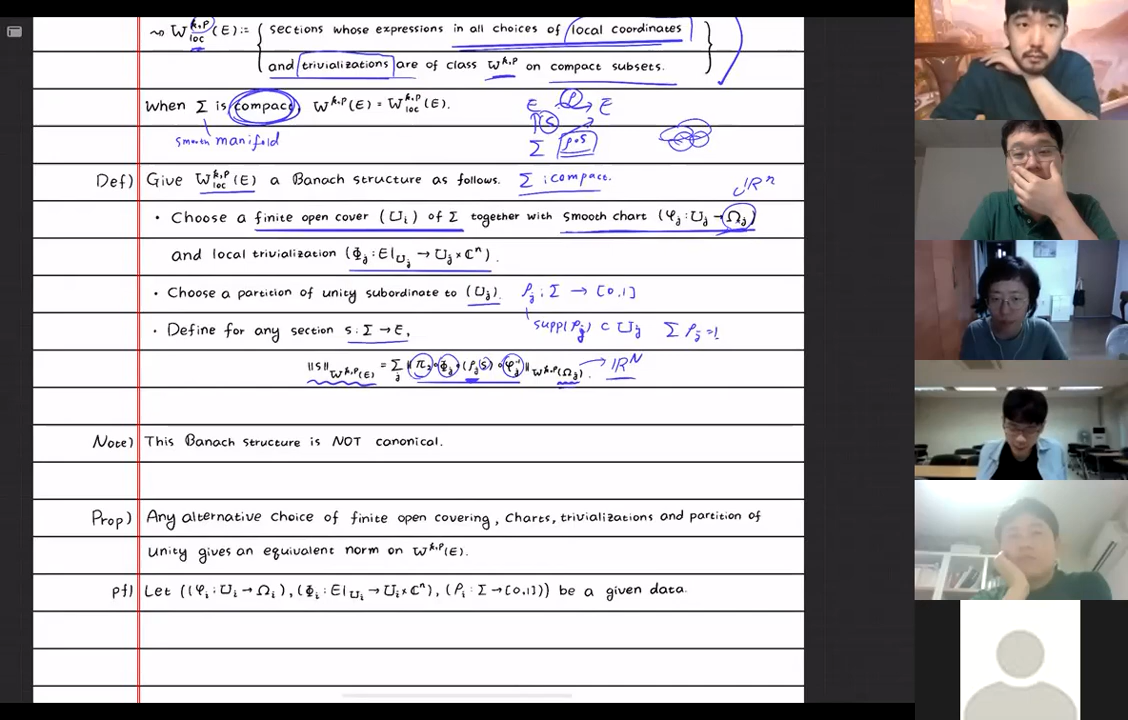 ⇝ W^{k,p}_{loc}(E) := { sections whose expressions in all choices of local coordinates
and trivializations are of class W^{k,p} on compact subsets. }
When Σ is compact, W^{k,p}(E) = W^{k,p}_{loc}(E).
smooth manifold
E →^{ρ} E
↑s
Σ ρ∘s
Def) Give W^{k,p}_{loc}(E) a Banach structure as follows. Σ : compact.
ℝⁿ
• Choose a finite open cover (U_i) of Σ together with smooth chart (φ_j : U_j → Ω_j)
and local trivialization (Φ_j : E|_{U_j} → U_j × ℂⁿ).
• Choose a partition of unity subordinate to (U_j). ρ_j : Σ → [0,1]
supp(ρ_j) ⊂ U_j Σ ρ_j = 1
• Define for any section s : Σ → E,
‖s‖_{W^{k,p}(E)} = Σ_j ‖π_2 ∘ Φ_j ∘ (ρ_j s) ∘ φ_j^{-1}‖_{W^{k,p}(Ω_j)}. → ℝ^N
Note) This Banach structure is NOT canonical.
Prop) Any alternative choice of finite open covering, charts, trivializations and partition of
unity gives an equivalent norm on W^{k,p}(E).
pf) Let ((φ_i : U_i → Ω_i), (Φ_i : E|_{U_i} → U_i × ℂⁿ), (ρ_i : Σ → [0,1])) be a given data.